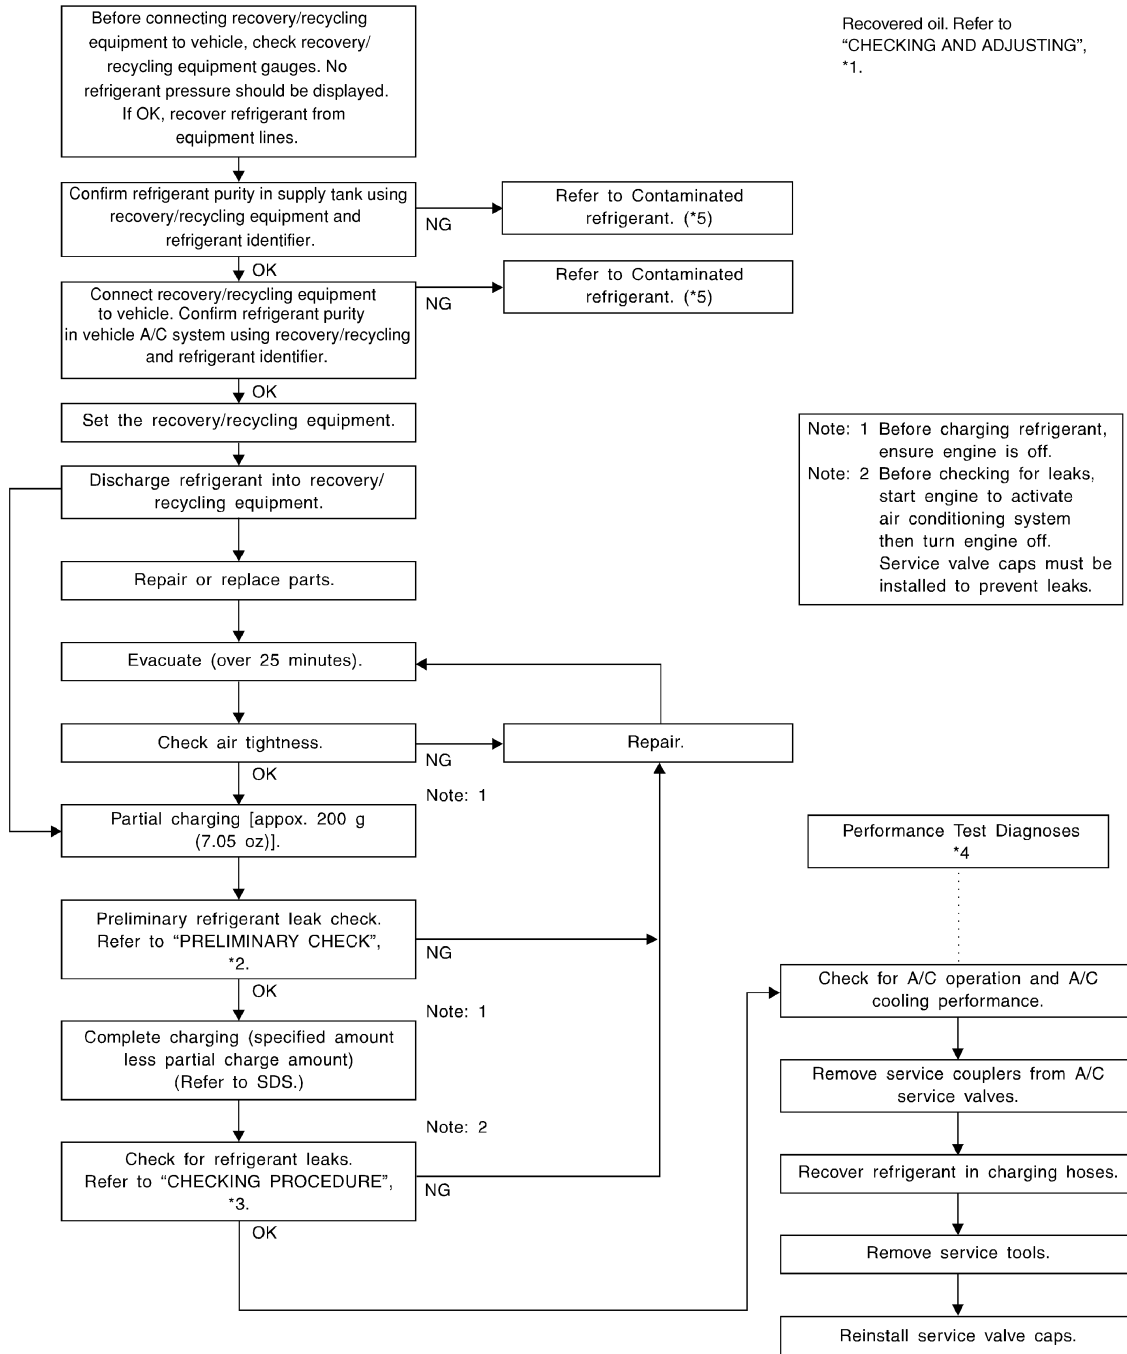 Before connecting recovery/recycling
equipment to vehicle, check recovery/
recycling equipment gauges. No
refrigerant pressure should be displayed.
If OK, recover refrigerant from
equipment lines.
Recovered oil. Refer to
“CHECKING AND ADJUSTING”,
*1.
Confirm refrigerant purity in supply tank using
recovery/recycling equipment and
refrigerant identifier.
NG
Refer to Contaminated
refrigerant. (*5)
OK
Connect recovery/recycling equipment
to vehicle. Confirm refrigerant purity
in vehicle A/C system using recovery/recycling
and refrigerant identifier.
NG
Refer to Contaminated
refrigerant. (*5)
OK
Set the recovery/recycling equipment.
Note: 1 Before charging refrigerant,
ensure engine is off.
Note: 2 Before checking for leaks,
start engine to activate
air conditioning system
then turn engine off.
Service valve caps must be
installed to prevent leaks.
Discharge refrigerant into recovery/
recycling equipment.
Repair or replace parts.
Evacuate (over 25 minutes).
Check air tightness.
NG
Repair.
OK
Note: 1
Partial charging [appox. 200 g
(7.05 oz)].
Preliminary refrigerant leak check.
Refer to “PRELIMINARY CHECK”,
*2.
NG
OK
Note: 1
Complete charging (specified amount
less partial charge amount)
(Refer to SDS.)
Note: 2
Check for refrigerant leaks.
Refer to “CHECKING PROCEDURE”,
*3.
NG
OK
Performance Test Diagnoses
*4
Check for A/C operation and A/C
cooling performance.
Remove service couplers from A/C
service valves.
Recover refrigerant in charging hoses.
Remove service tools.
Reinstall service valve caps.